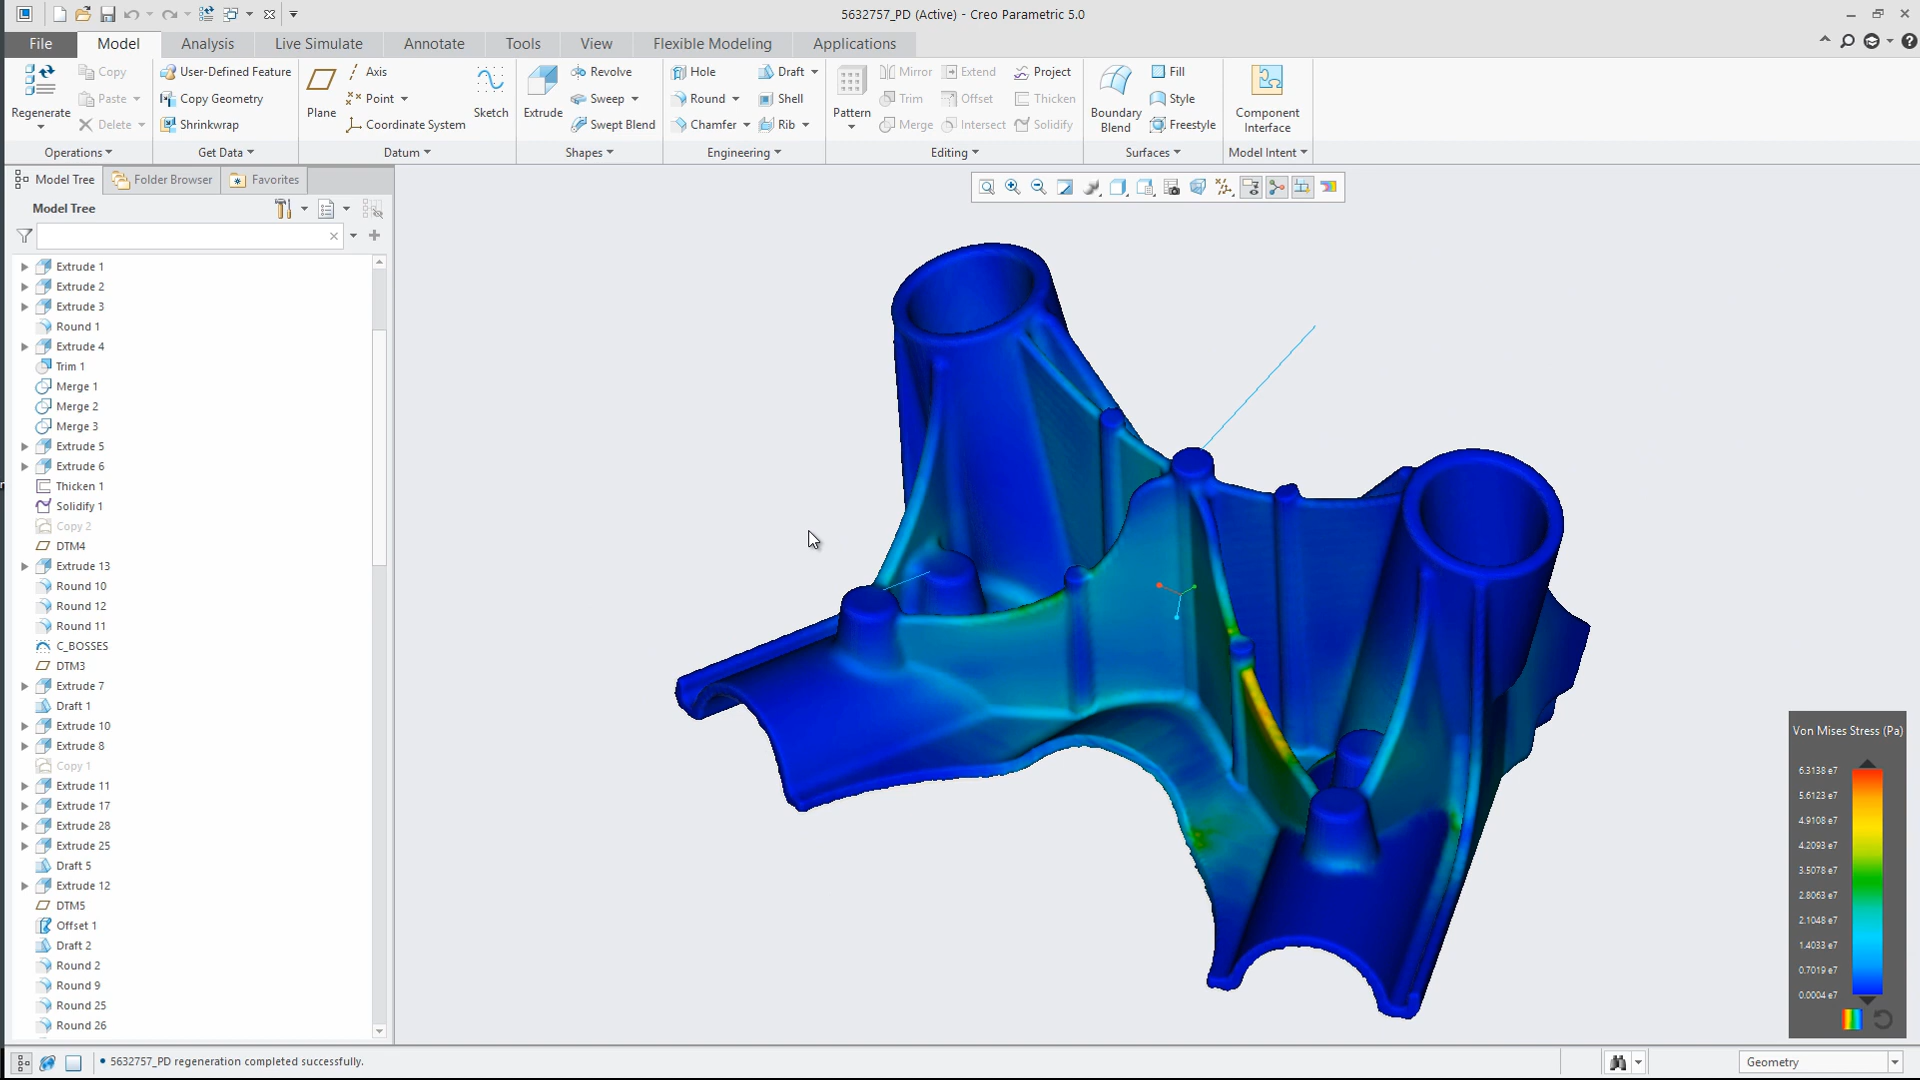 5632757_PD (Active) - Creo Parametric 5.0
File Model Analysis Live Simulate Annotate Tools View Flexible Modeling Applications
Regenerate
Copy
Paste
Delete
Operations
User-Defined Feature
Copy Geometry
Shrinkwrap
Get Data
Plane
Axis
Point
Coordinate System
Sketch
Datum
Extrude
Revolve
Sweep
Swept Blend
Shapes
Hole
Round
Chamfer
Draft
Shell
Rib
Engineering
Pattern
Mirror
Trim
Merge
Extend
Offset
Intersect
Project
Thicken
Solidify
Editing
Boundary
Blend
Fill
Style
Freestyle
Surfaces
Component
Interface
Model Intent
Model Tree Folder Browser Favorites
Model Tree
Extrude 1
Extrude 2
Extrude 3
Round 1
Extrude 4
Trim 1
Merge 1
Merge 2
Merge 3
Extrude 5
Extrude 6
Thicken 1
Solidify 1
Copy 2
DTM4
Extrude 13
Round 10
Round 12
Round 11
C_BOSSES
DTM3
Extrude 7
Draft 1
Extrude 10
Extrude 8
Copy 1
Extrude 11
Extrude 17
Extrude 28
Extrude 25
Draft 5
Extrude 12
DTM5
Offset 1
Draft 2
Round 2
Round 9
Round 25
Round 26
Von Mises Stress (Pa)
6.3138 e7
5.6123 e7
4.9108 e7
4.2093 e7
3.5078 e7
2.8063 e7
2.1048 e7
1.4033 e7
0.7019 e7
0.0004 e7
5632757_PD regeneration completed successfully.
Geometry